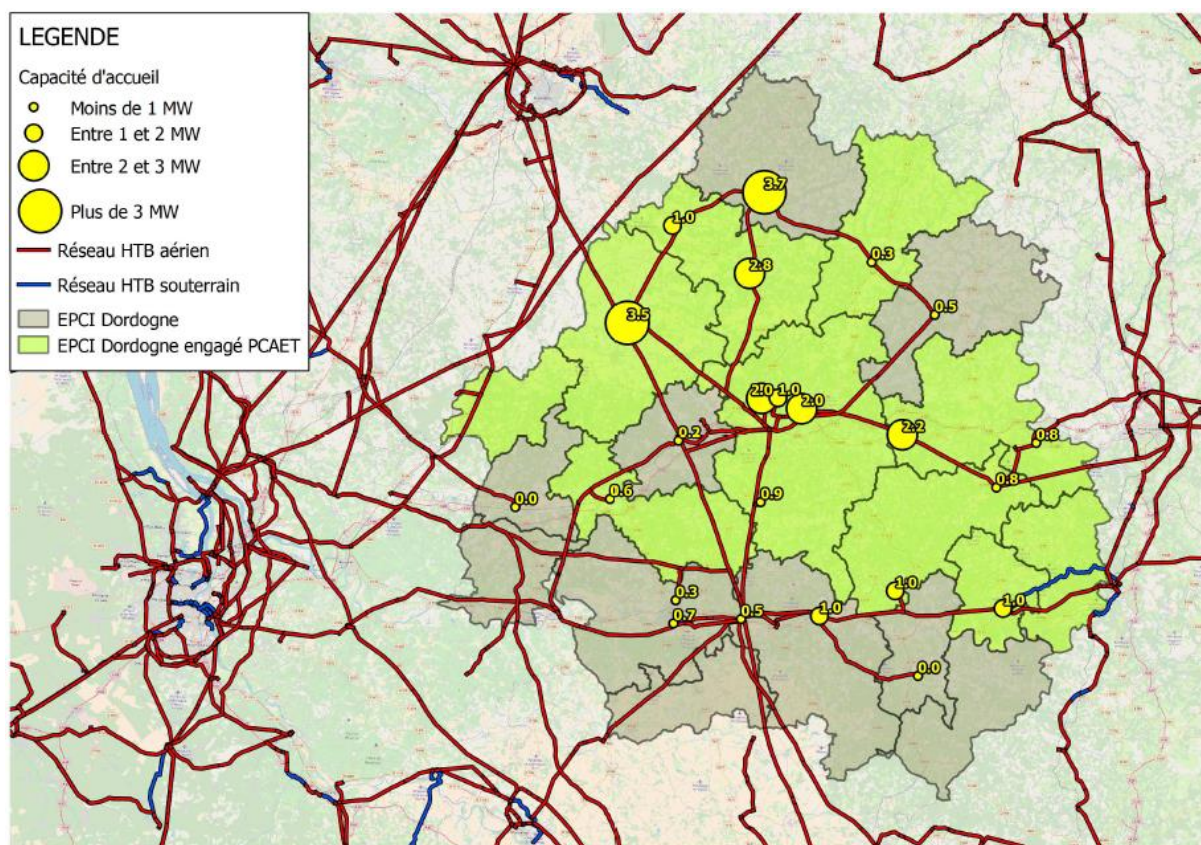 LEGENDE
Capacité d'accueil
Moins de 1 MW
Entre 1 et 2 MW
Entre 2 et 3 MW
Plus de 3 MW
Réseau HTB aérien
Réseau HTB souterrain
EPCI Dordogne
EPCI Dordogne engagé PCAET
3.7
1.0
0.3
2.8
0.5
3.5
2.0
1.0
2.0
2.2
0.2
0.8
0.8
0.6
0.9
0.0
1.0
0.3
1.0
1.0
0.5
0.7
0.0